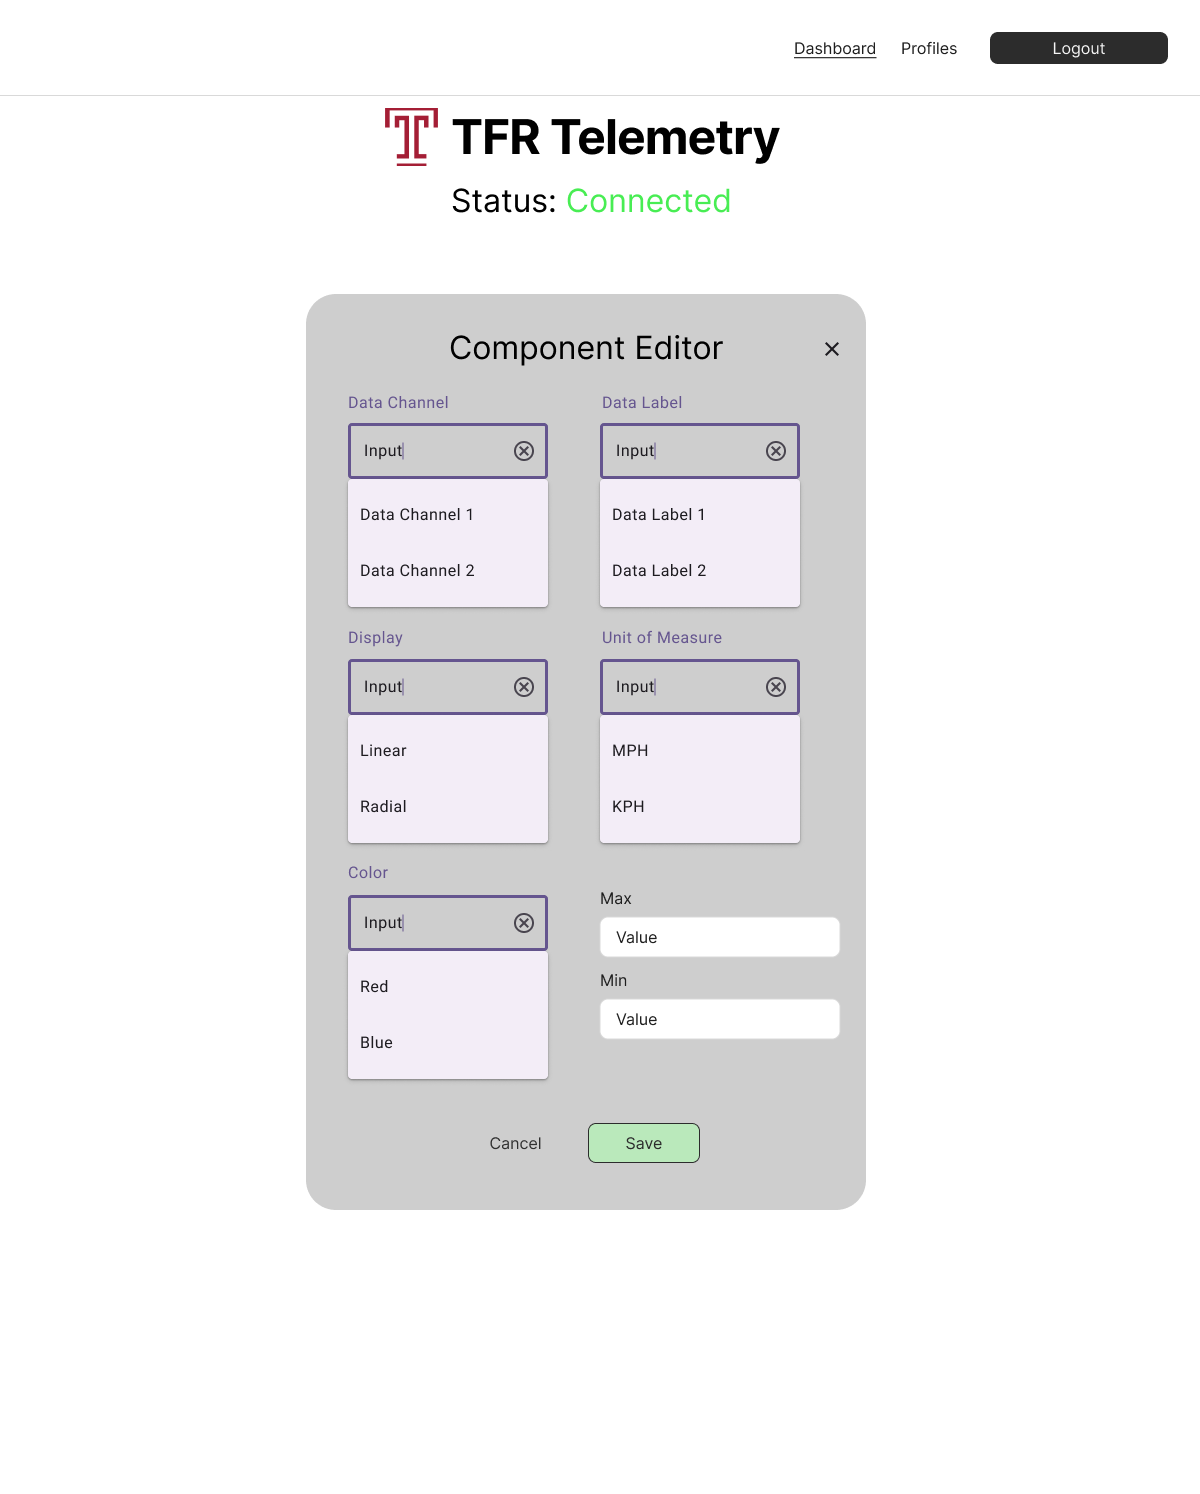 Dashboard Profiles Logout
TFR Telemetry
Status: Connected
Component Editor
Data Channel
Input
Data Channel 1
Data Channel 2
Data Label
Input
Data Label 1
Data Label 2
Display
Input
Linear
Radial
Unit of Measure
Input
MPH
KPH
Color
Input
Red
Blue
Max
Value
Min
Value
Cancel Save